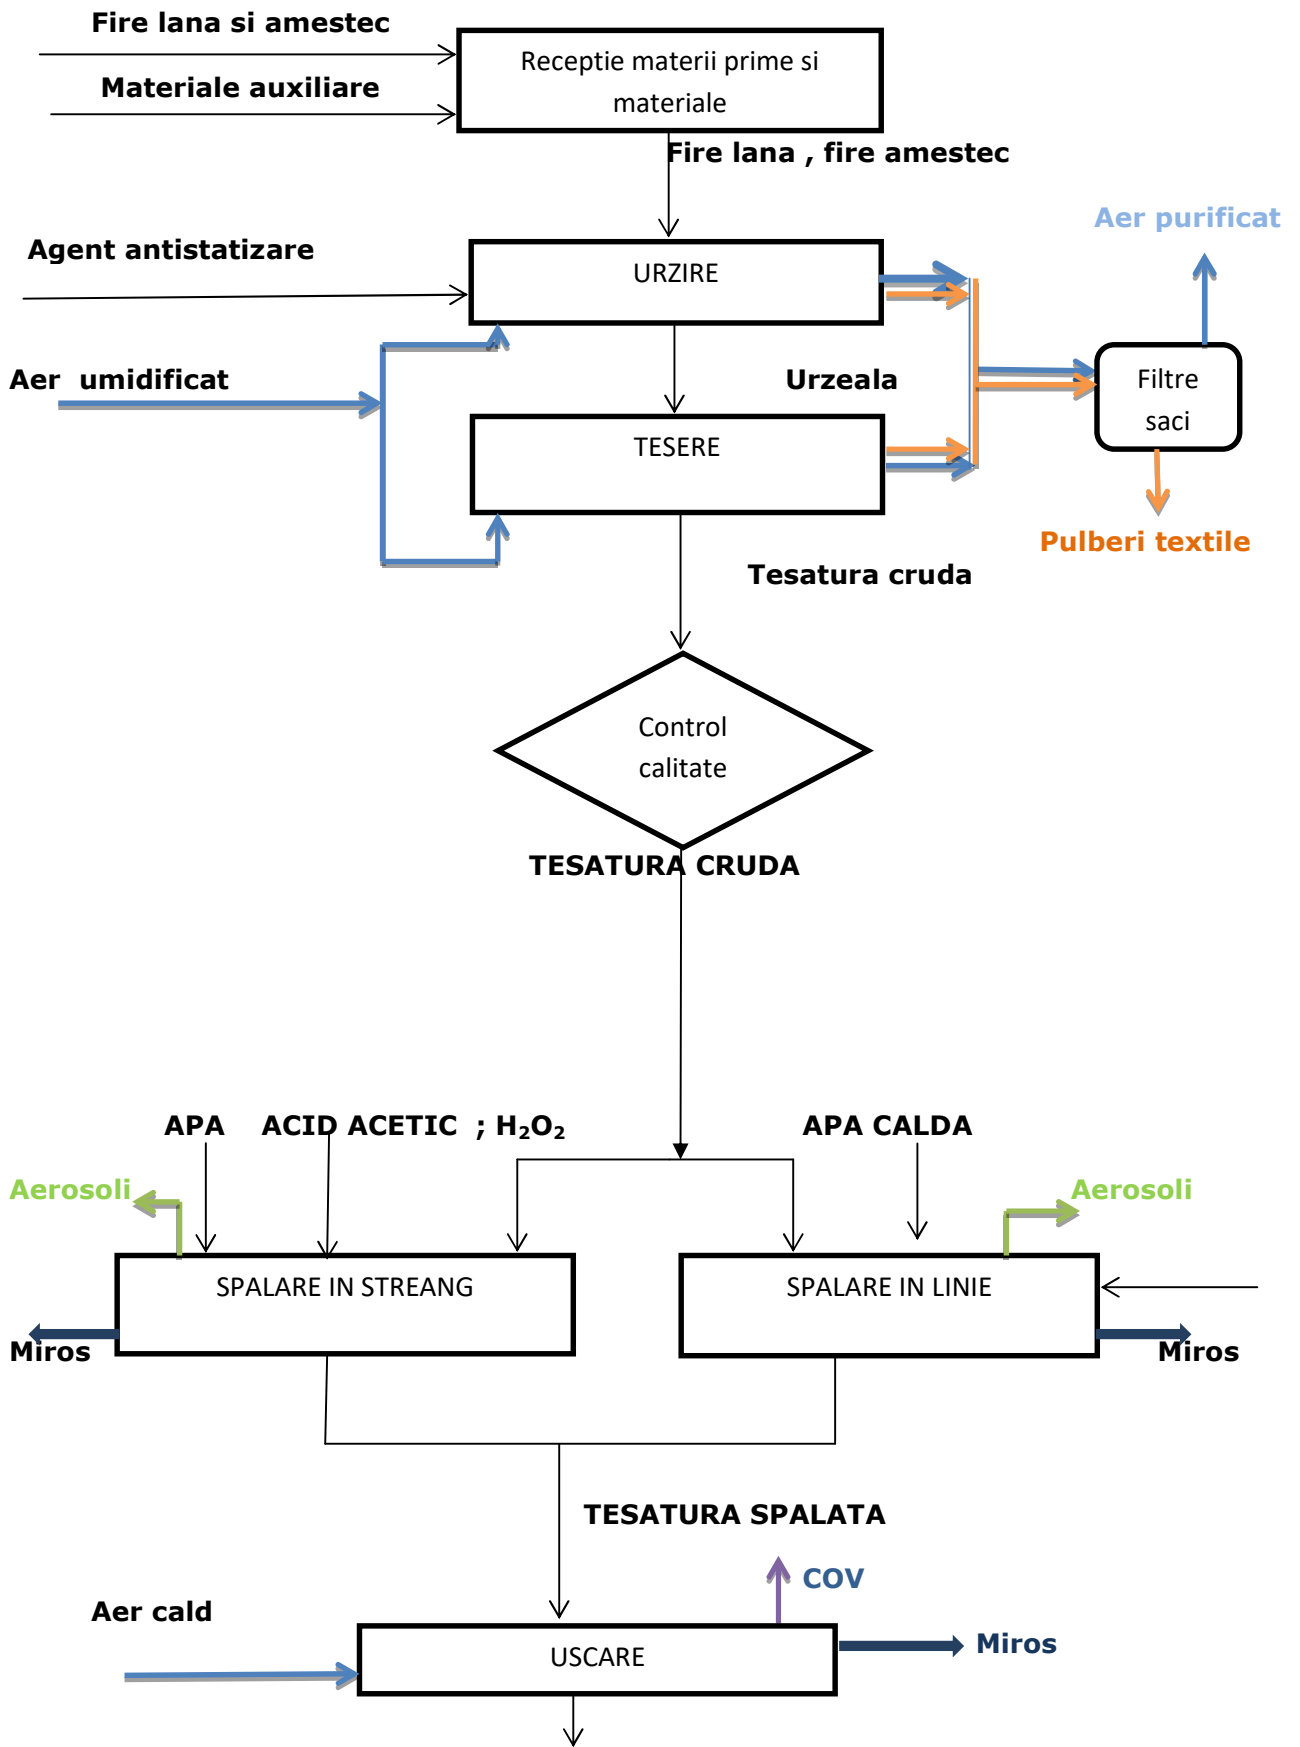 Fire lana si amestec
Receptie materii prime si
materiale
Materiale auxiliare
Fire lana , fire amestec
Aer purificat
Agent antistatizare
URZIRE
Aer  umidificat
Urzeala
Filtre
saci
TESERE
Pulberi textile
Tesatura cruda
Control
calitate
TESATURA CRUDA
APA
ACID ACETIC  ; H₂O₂
APA CALDA
Aerosoli
Aerosoli
SPALARE IN STREANG
SPALARE IN LINIE
Miros
Miros
TESATURA SPALATA
COV
Aer cald
Miros
USCARE